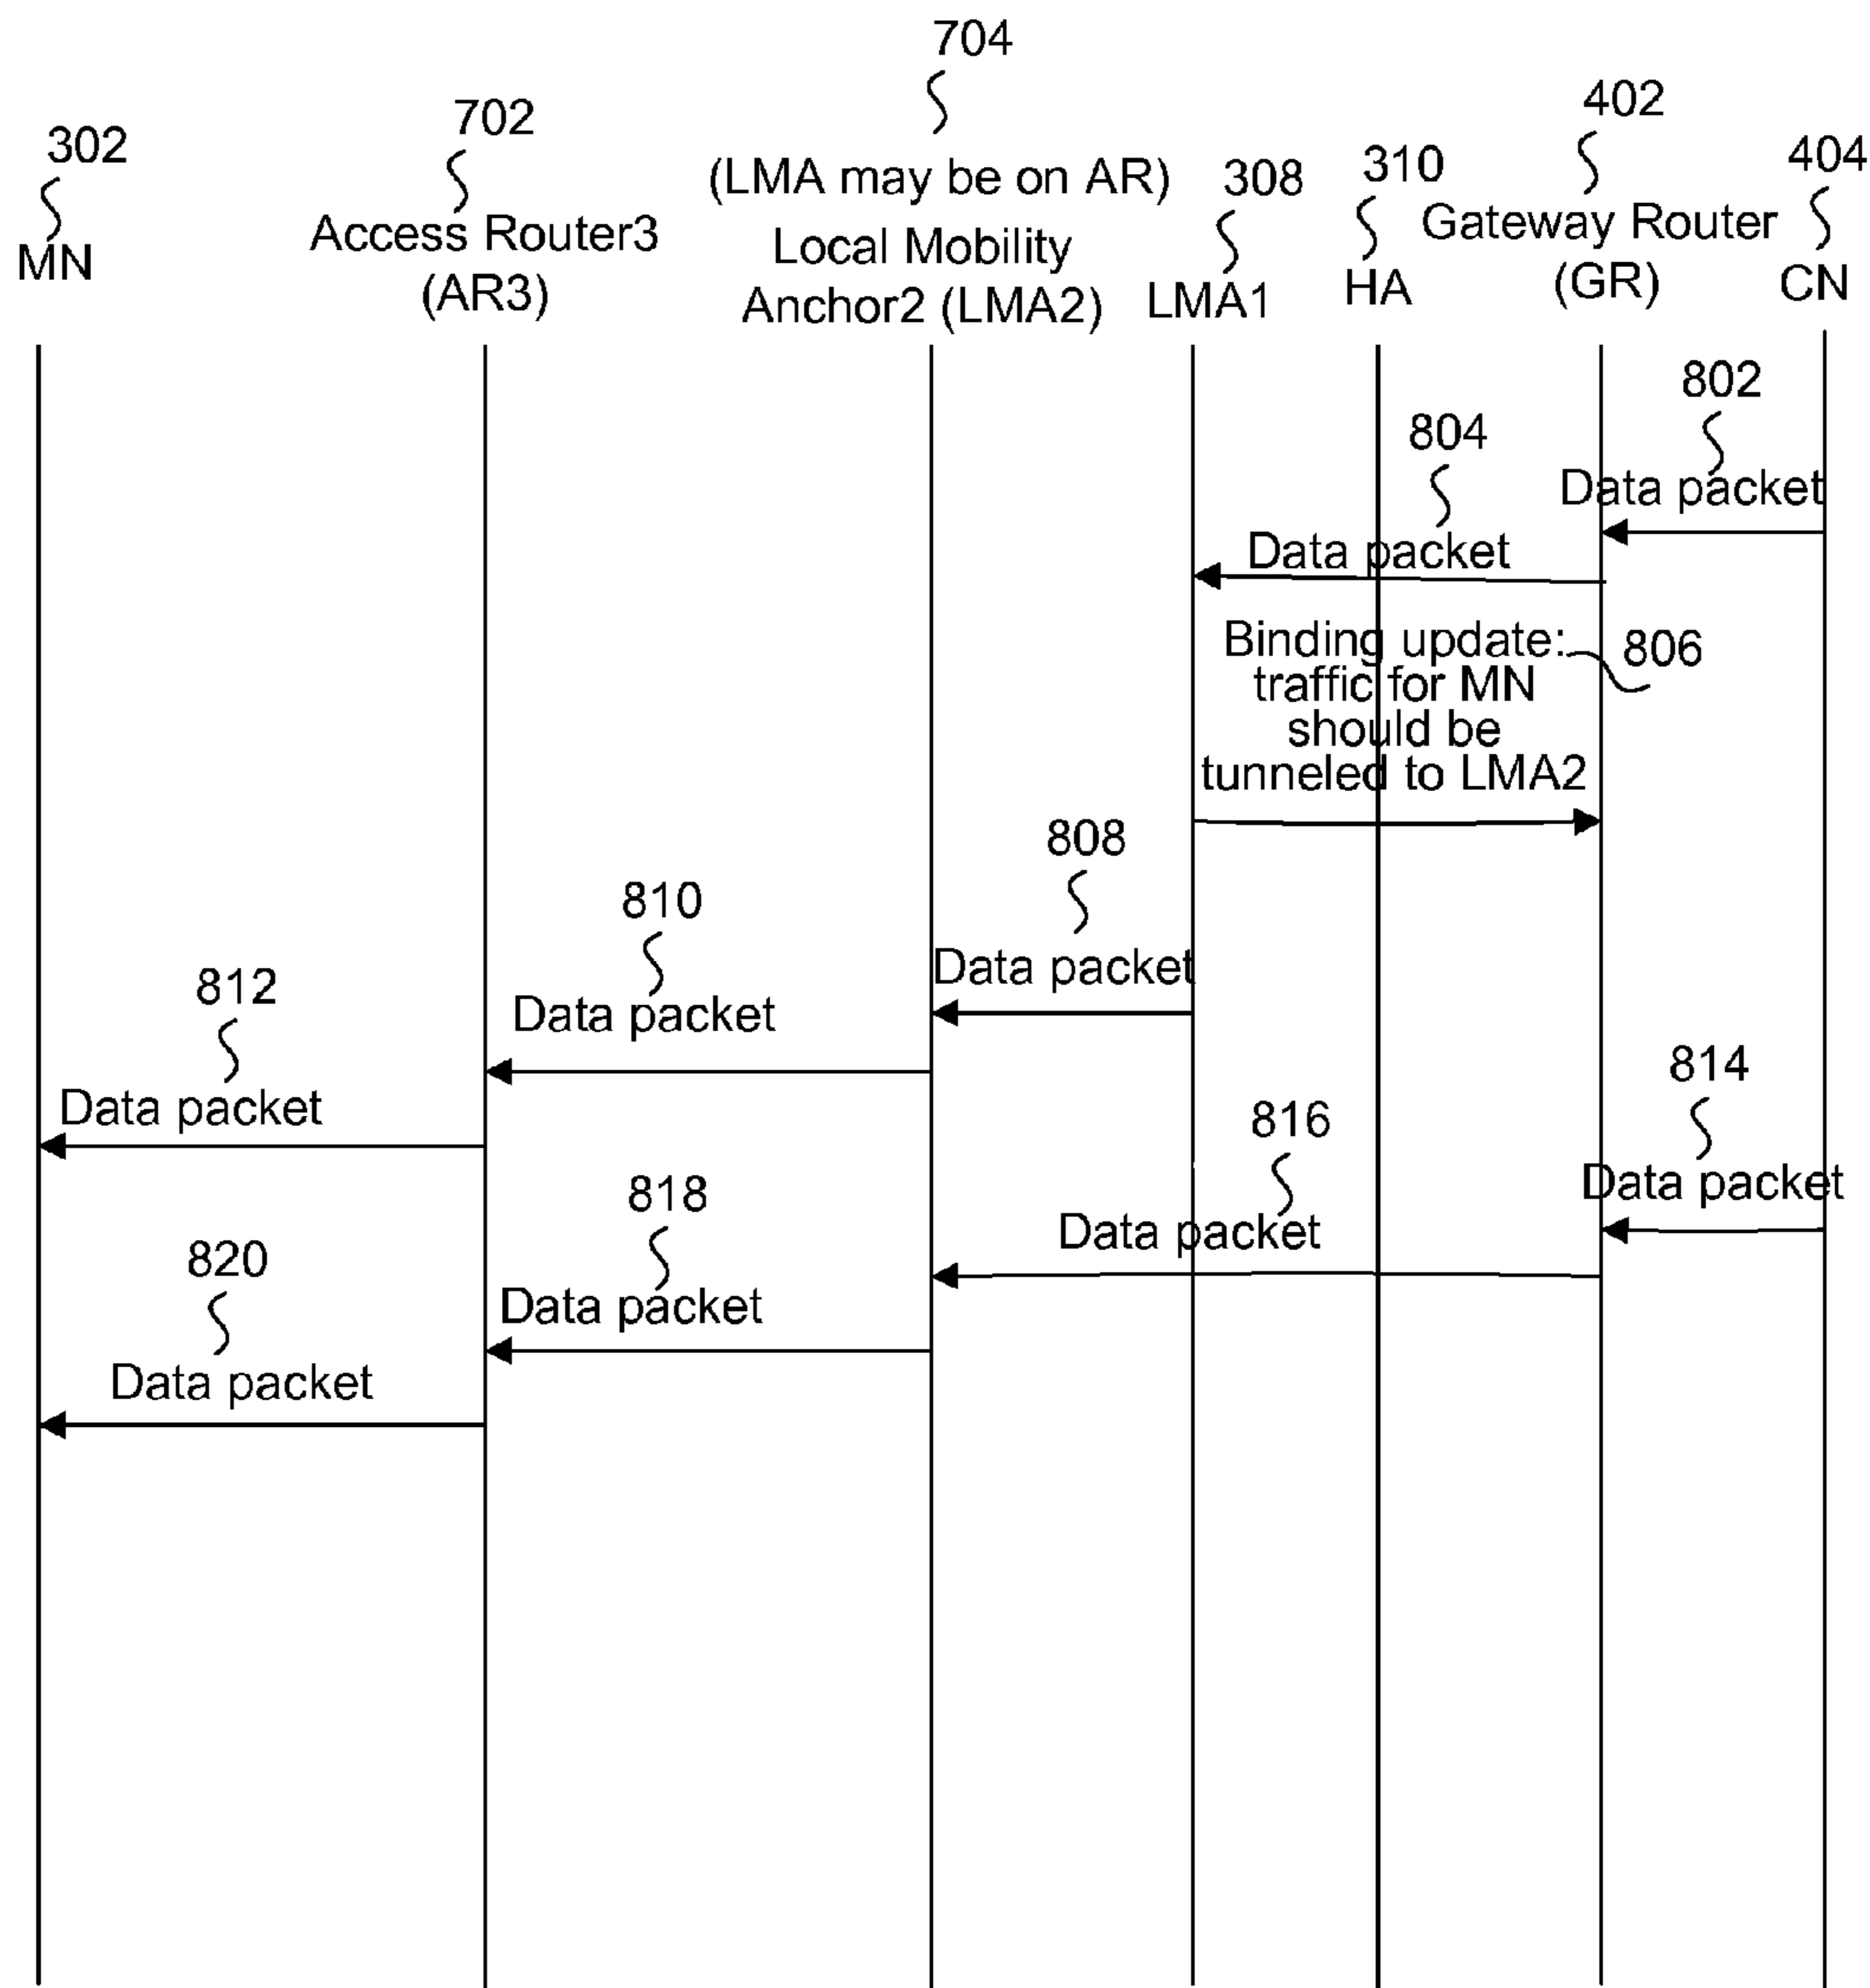 704
702
402
302
404
(LMA may be on AR)
308
310
Access Router3
(AR3)
Local Mobility
Anchor2 (LMA2)
Gateway Router
(GR)
MN
LMA1
HA
CN
802
804
Data packet
Data packet
Binding update:
traffic for MN
should be
tunneled to LMA2
806
808
810
Data packet
812
Data packet
Data packet
814
816
Data packet
818
Data packet
820
Data packet
Data packet